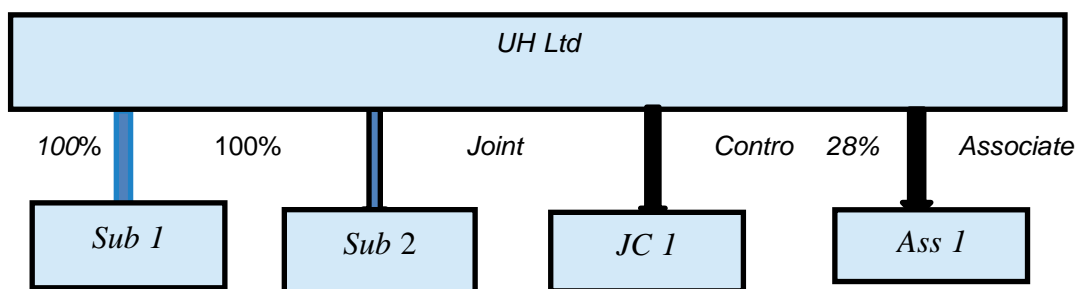 UH Ltd
100% 100% Joint Contro 28% Associate
Sub 1 Sub 2 JC 1 Ass 1